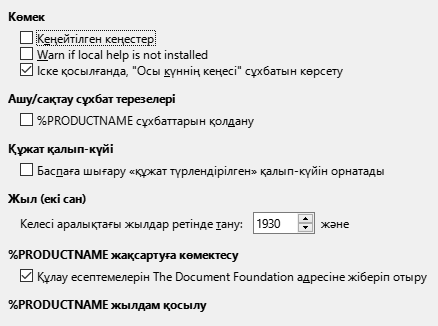 Көмек
Кеңейтілген кеңестер
Warn if local help is not installed
Іске қосылғанда, "Осы күннің кеңесі" сұхбатын көрсету
Ашу/сақтау сұхбат терезелері
%PRODUCTNAME сұхбаттарын қолдану
Құжат қалып-күйі
Баспаға шығару «құжат түрлендірілген» қалып-күйін орнатады
Жыл (екі сан)
Келесі аралықтағы жылдар ретінде тану: 1930 және
%PRODUCTNAME жақсартуға көмектесу
Құлау есептемелерін The Document Foundation адресіне жіберіп отыру
%PRODUCTNAME жылдам қосылу